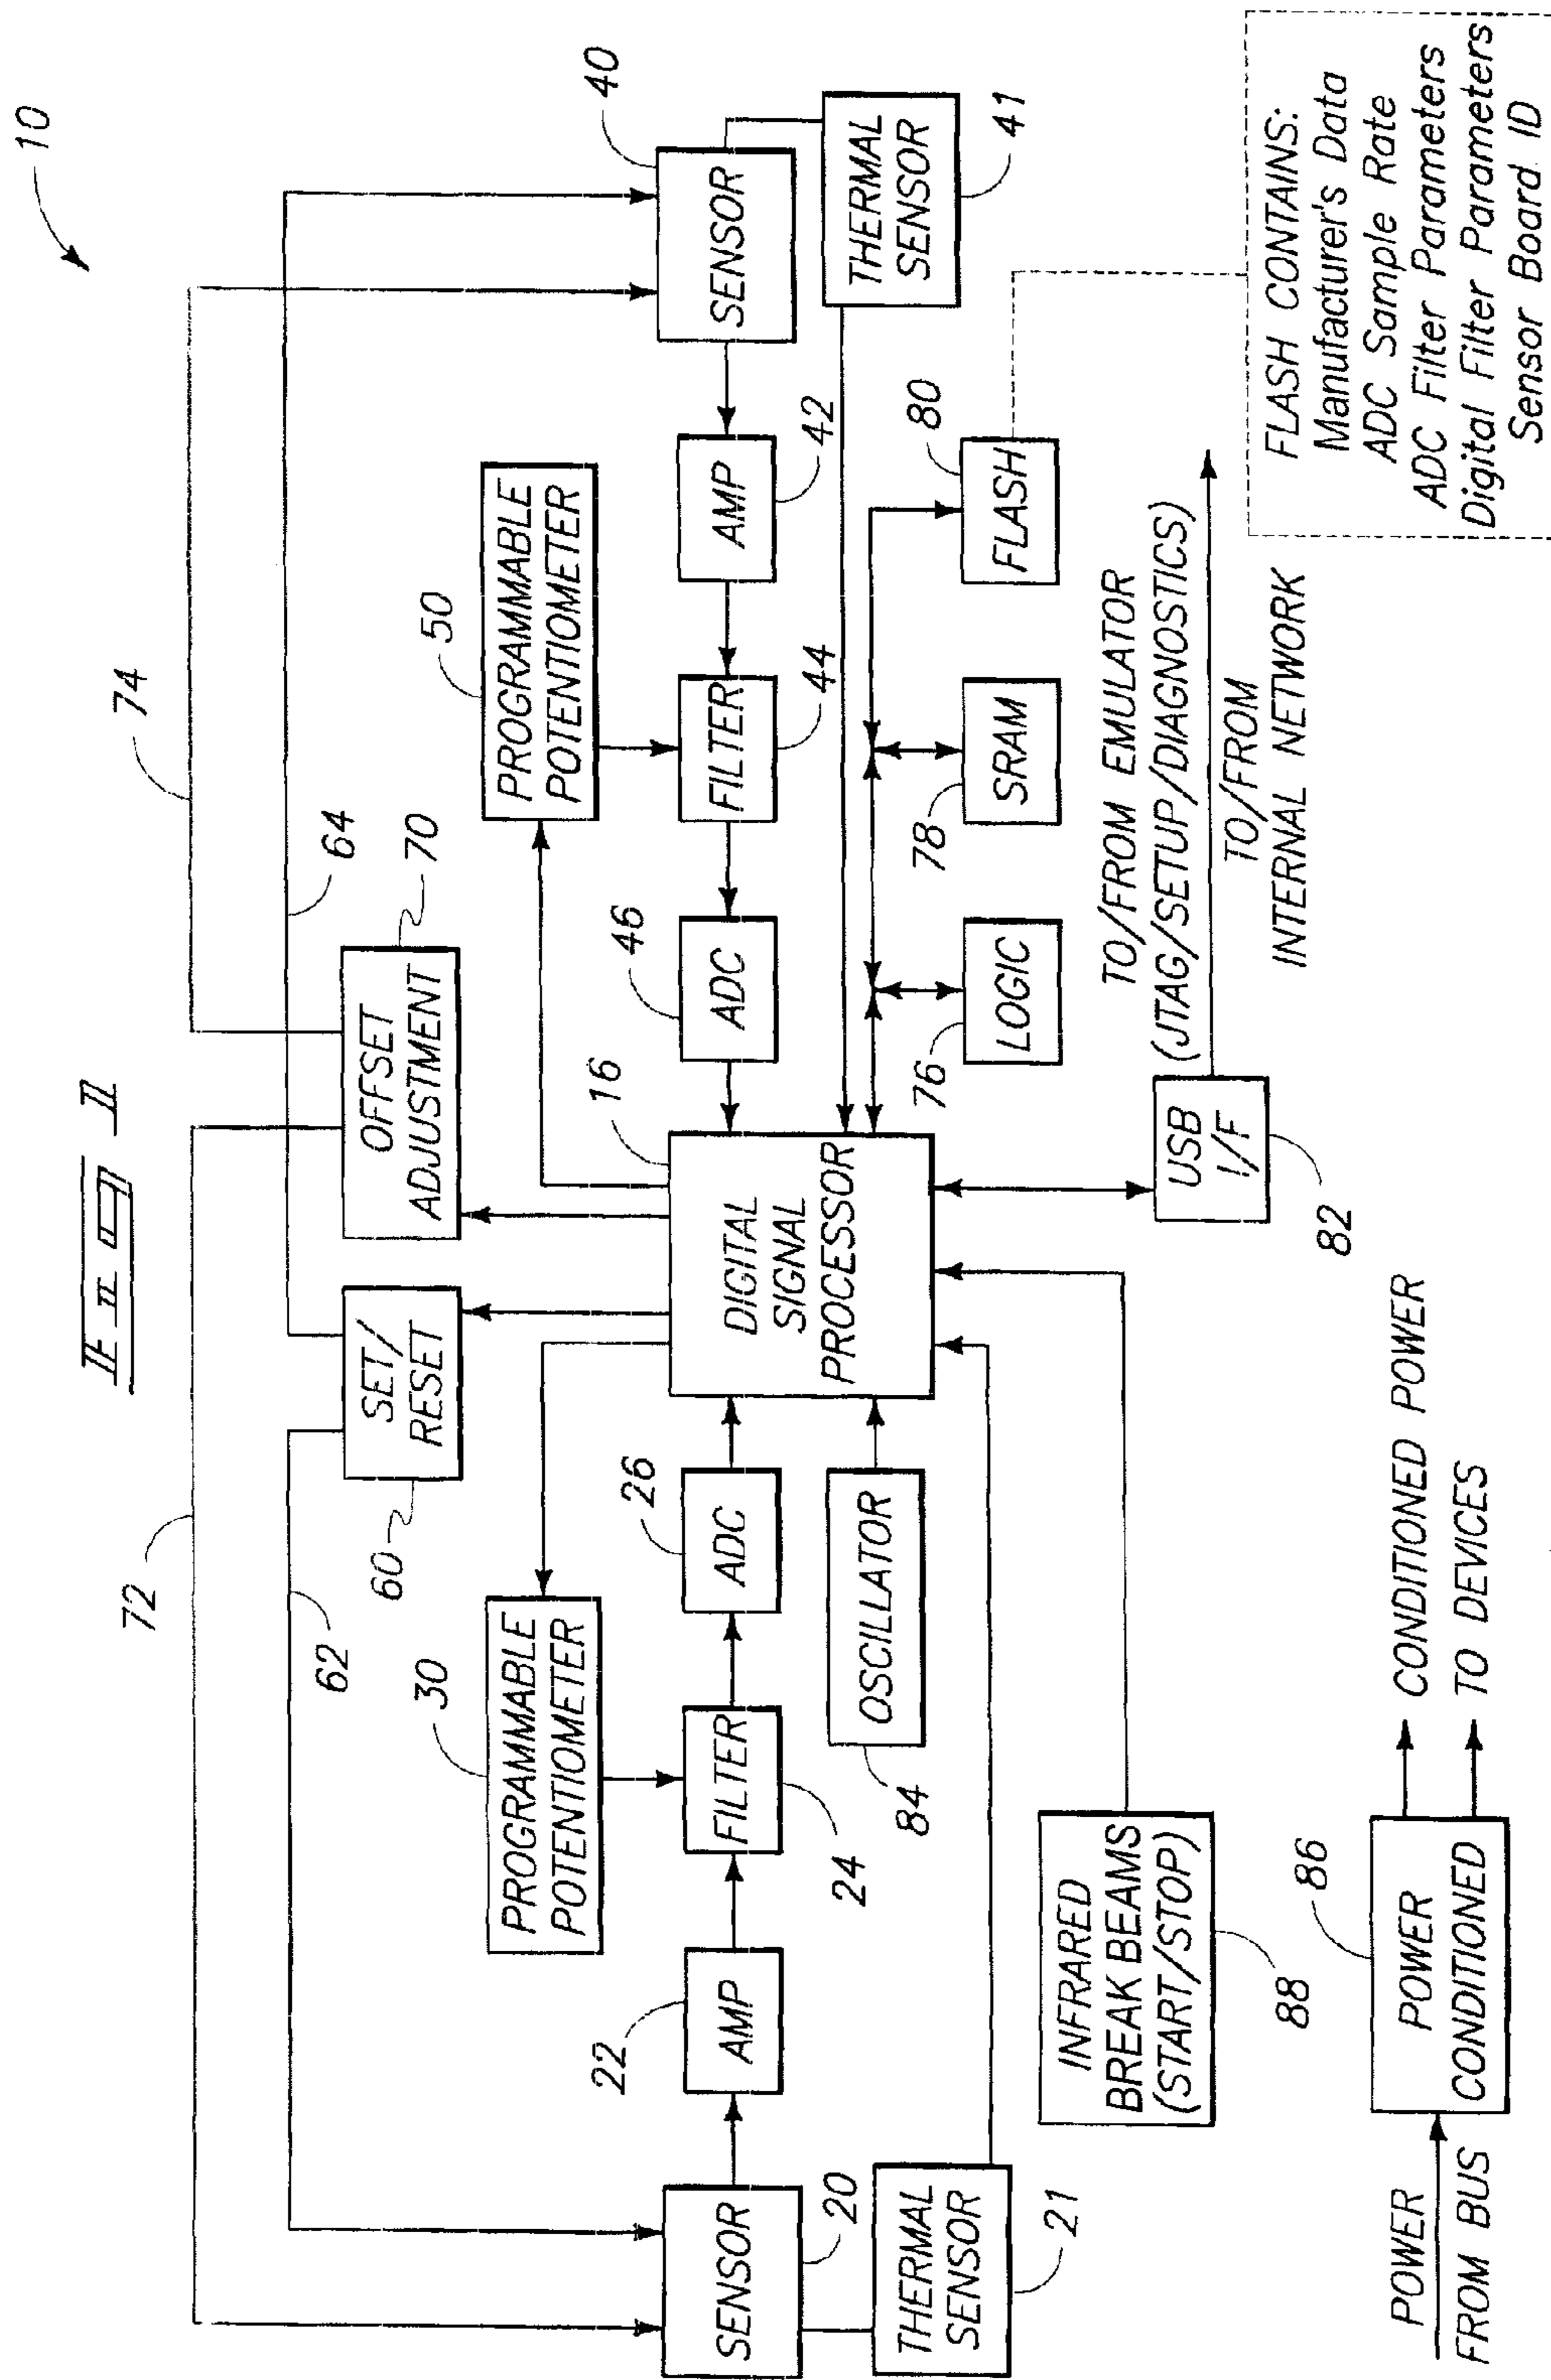 10
72
74
62
64
SET/
RESET
60
OFFSET
ADJUSTMENT
70
30
PROGRAMMABLE
POTENTIOMETER
50
PROGRAMMABLE
POTENTIOMETER
SENSOR
20
22
AMP
FILTER
24
26
ADC
DIGITAL
SIGNAL
PROCESSOR
16
46
ADC
FILTER
44
AMP
42
SENSOR
40
THERMAL
SENSOR
21
OSCILLATOR
84
THERMAL
SENSOR
41
76
LOGIC
78
SRAM
80
FLASH
INFRARED
BREAK BEAMS
(START/STOP)
88
USB
I/F
82
TO/FROM EMULATOR
(JTAG/SETUP/DIAGNOSTICS)
TO/FROM
INTERNAL NETWORK
POWER
FROM BUS
86
POWER
CONDITIONED
CONDITIONED POWER
TO DEVICES
FLASH CONTAINS:
Manufacturer's Data
ADC Sample Rate
ADC Filter Parameters
Digital Filter Parameters
Sensor Board ID